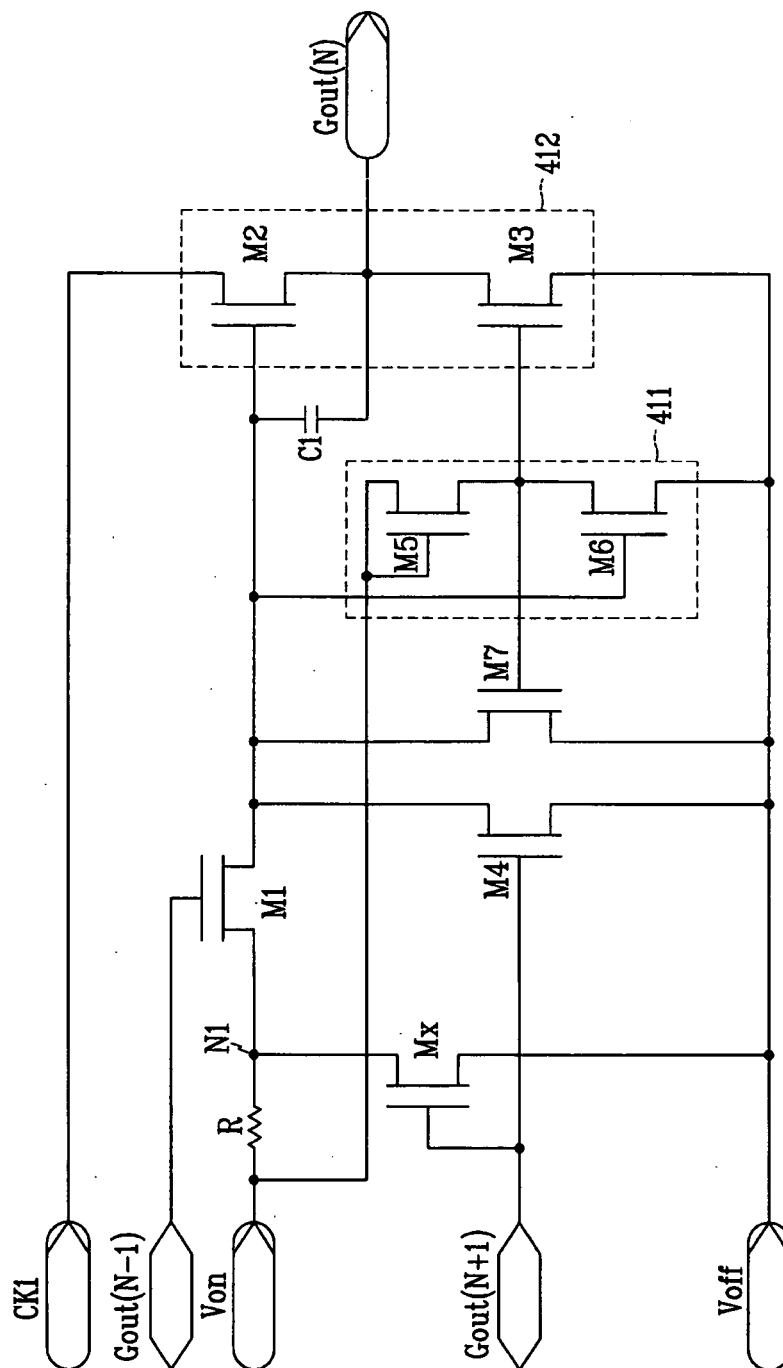 CK1
Gout(N-1)
Von
Gout(N+1)
Voff
R
N1
Mx
M1
M4
M7
M5
M6
411
C1
M2
M3
412
Gout(N)